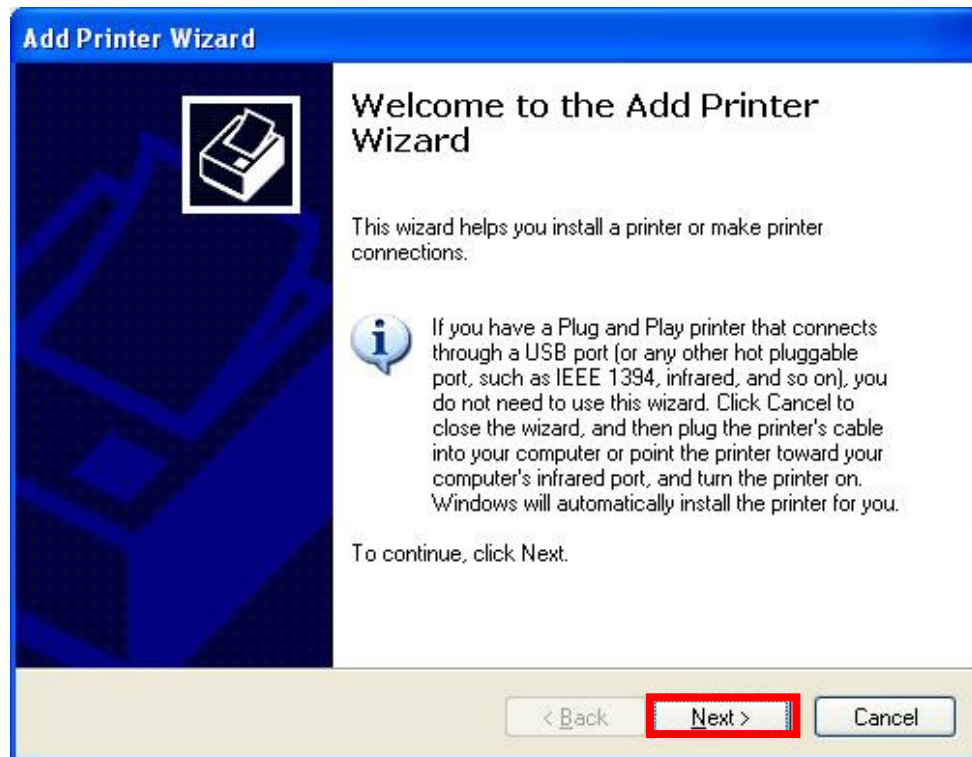 Add Printer Wizard
Welcome to the Add Printer
Wizard
This wizard helps you install a printer or make printer
connections.
If you have a Plug and Play printer that connects
through a USB port (or any other hot pluggable
port, such as IEEE 1394, infrared, and so on), you
do not need to use this wizard. Click Cancel to
close the wizard, and then plug the printer's cable
into your computer or point the printer toward your
computer's infrared port, and turn the printer on.
Windows will automatically install the printer for you.
To continue, click Next.
< Back Next > Cancel